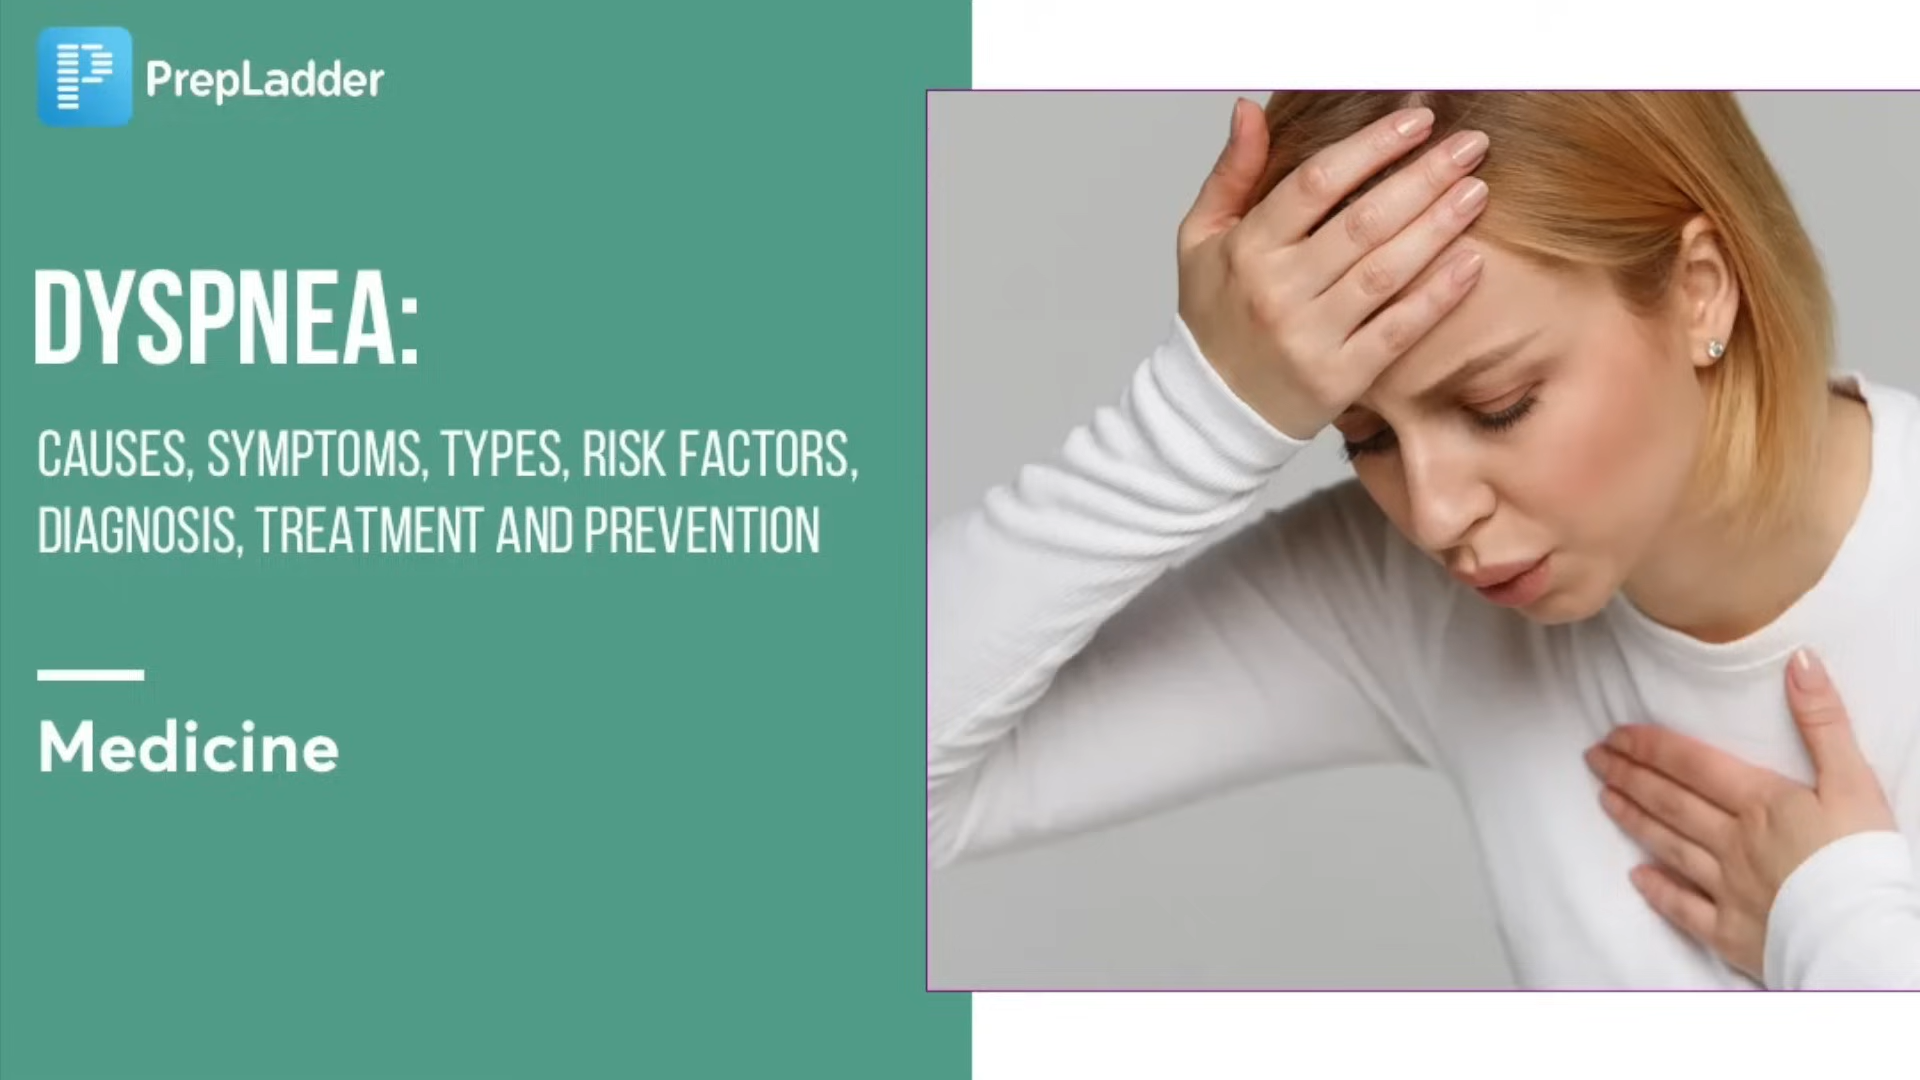 PrepLadder
DYSPNEA:
CAUSES, SYMPTOMS, TYPES, RISK FACTORS,
DIAGNOSIS, TREATMENT AND PREVENTION
Medicine